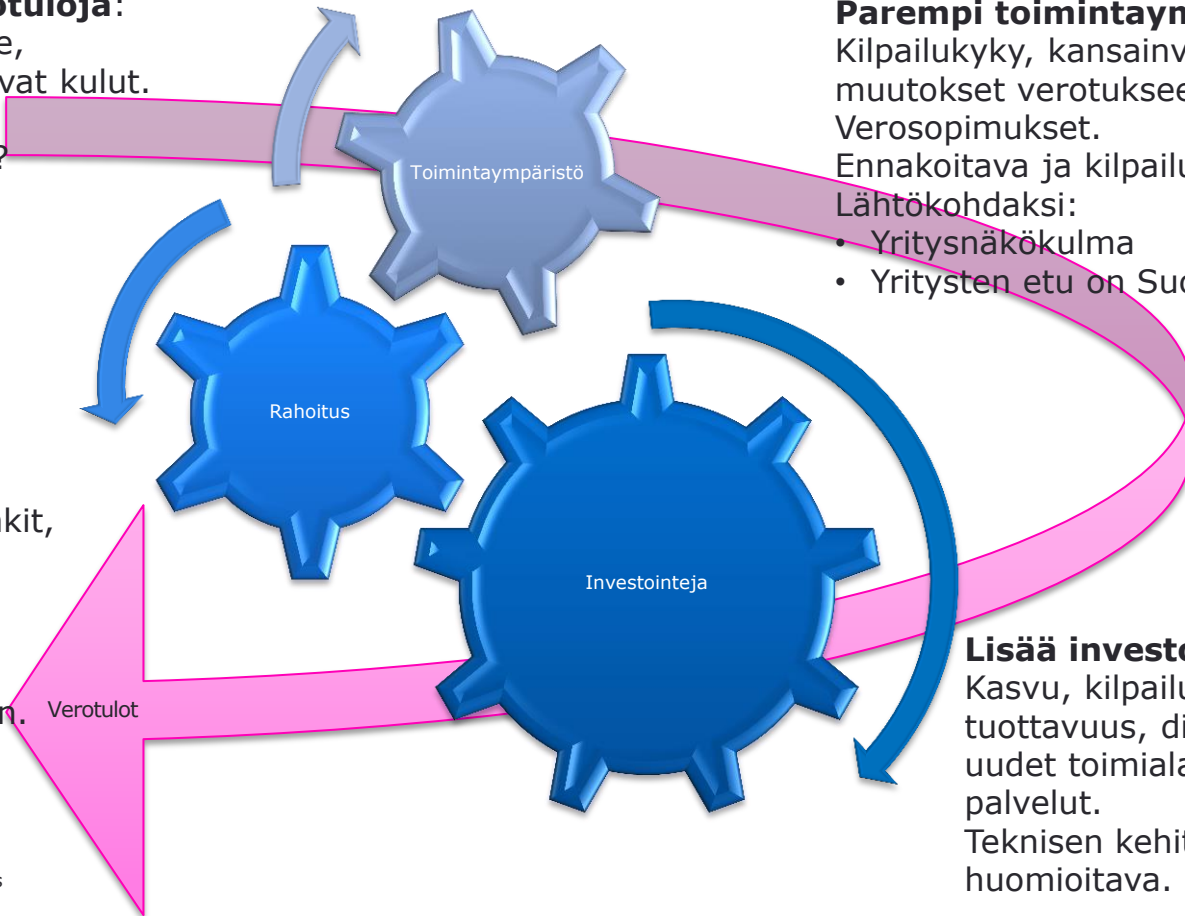 otuloja:
e,
vat kulut.
?
Parempi toimintayn
Kilpailukyky, kansainv
muutokset verotuksee
Verosopimukset.
Ennakoitava ja kilpailu
Lähtökohdaksi:
• Yritysnäkökulma
• Yritysten etu on Suo
Toimintaympäristö
Rahoitus
kit,
Investointeja
n.
Verotulot
Lisää investo
Kasvu, kilpailu
tuottavuus, di
uudet toimiala
palvelut.
Teknisen kehit
huomioitava.
s